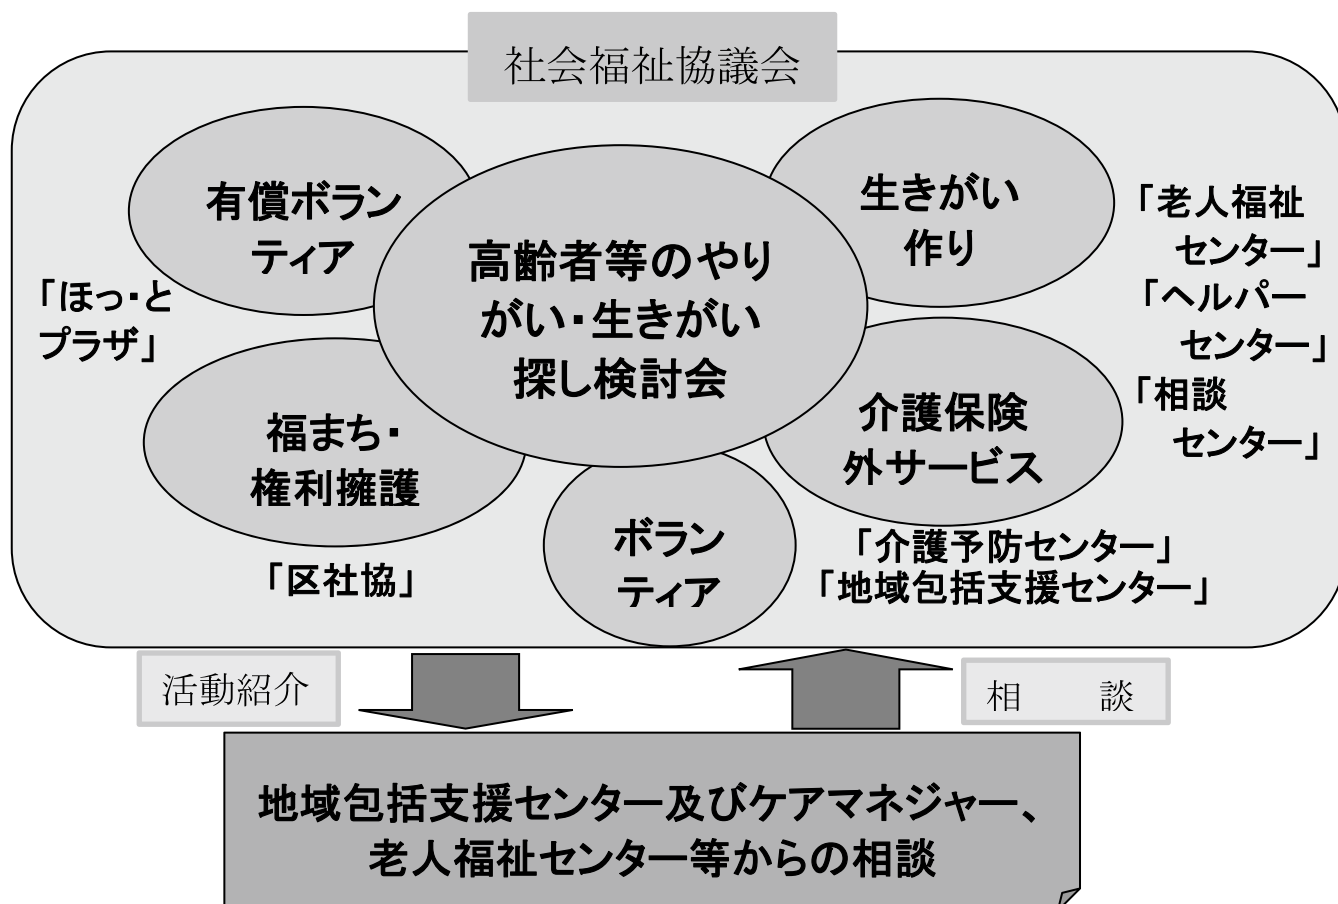 社会福祉協議会
有償ボラン
ティア
生きがい
作り
高齢者等のやり
がい・生きがい
探し検討会
「ほっ・と
プラザ」
「老人福祉
センター」
「ヘルパー
センター」
「相談
センター」
福まち・
権利擁護
介護保険
外サービス
ボラン
ティア
「区社協」
「介護予防センター」
「地域包括支援センター」
活動紹介
相　　談
地域包括支援センター及びケアマネジャー、
老人福祉センター等からの相談